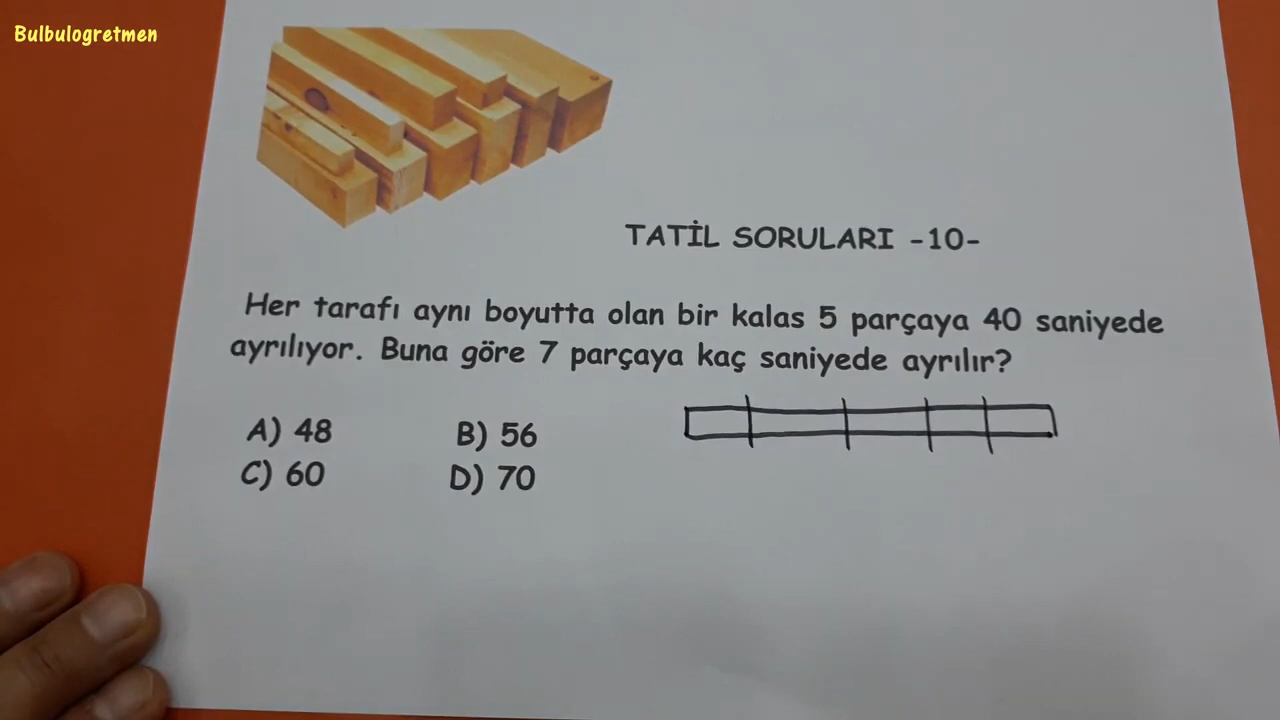 Bulbulogretmen
TATİL SORULARI -10-
Her tarafı aynı boyutta olan bir kalas 5 parçaya 40 saniyede
ayrılıyor. Buna göre 7 parçaya kaç saniyede ayrılır?
A) 48 B) 56
C) 60 D) 70